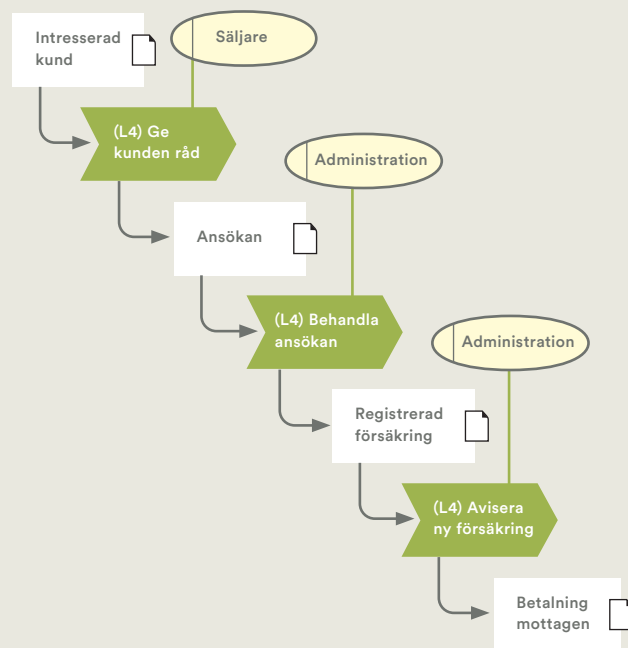 Intresserad
kund
Säljare
(L4) Ge
kunden råd
Administration
Ansökan
(L4) Behandla
ansökan
Administration
Registrerad
försäkring
(L4) Avisera
ny försäkring
Betalning
mottagen